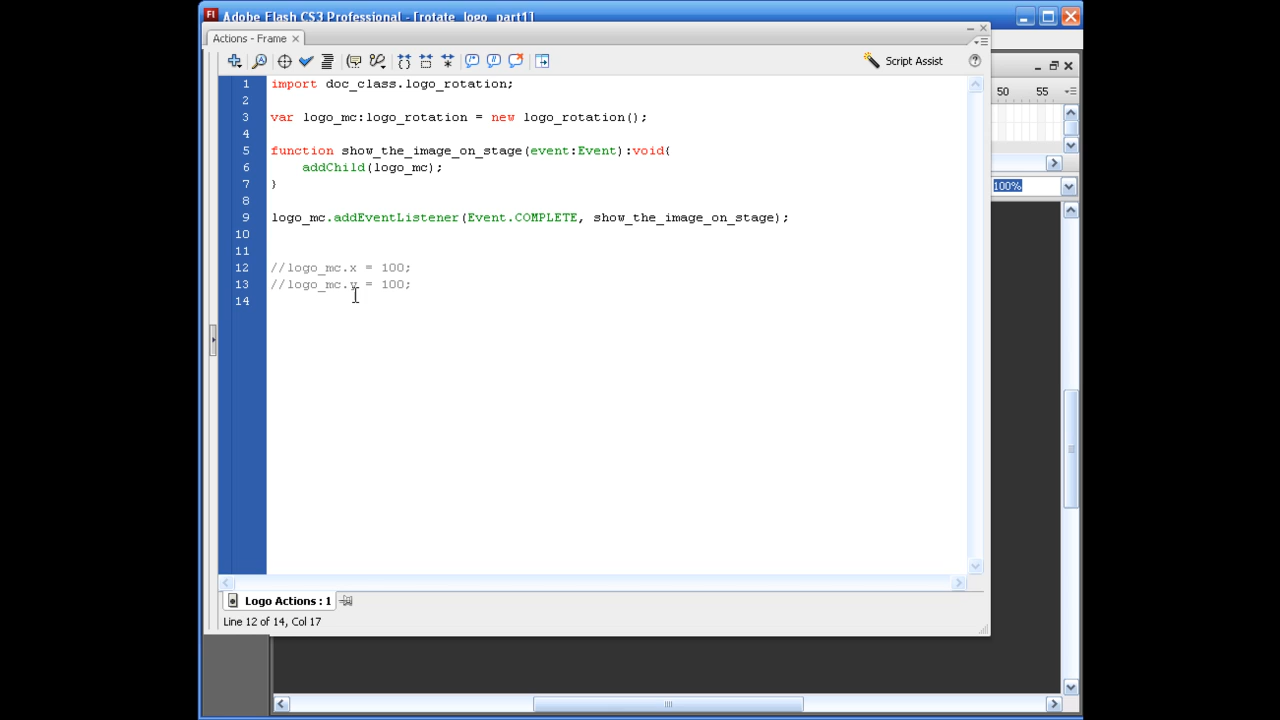 Adobe Flash CS3 Professional - [rotate_logo_part1]
Actions - Frame
Script Assist
50 55
100%
1 import doc_class.logo_rotation;
2
3 var logo_mc:logo_rotation = new logo_rotation();
4
5 function show_the_image_on_stage(event:Event):void{
6 addChild(logo_mc);
7 }
8
9 logo_mc.addEventListener(Event.COMPLETE, show_the_image_on_stage);
10
11
12 //logo_mc.x = 100;
13 //logo_mc.y = 100;
14
Logo Actions : 1
Line 12 of 14, Col 17